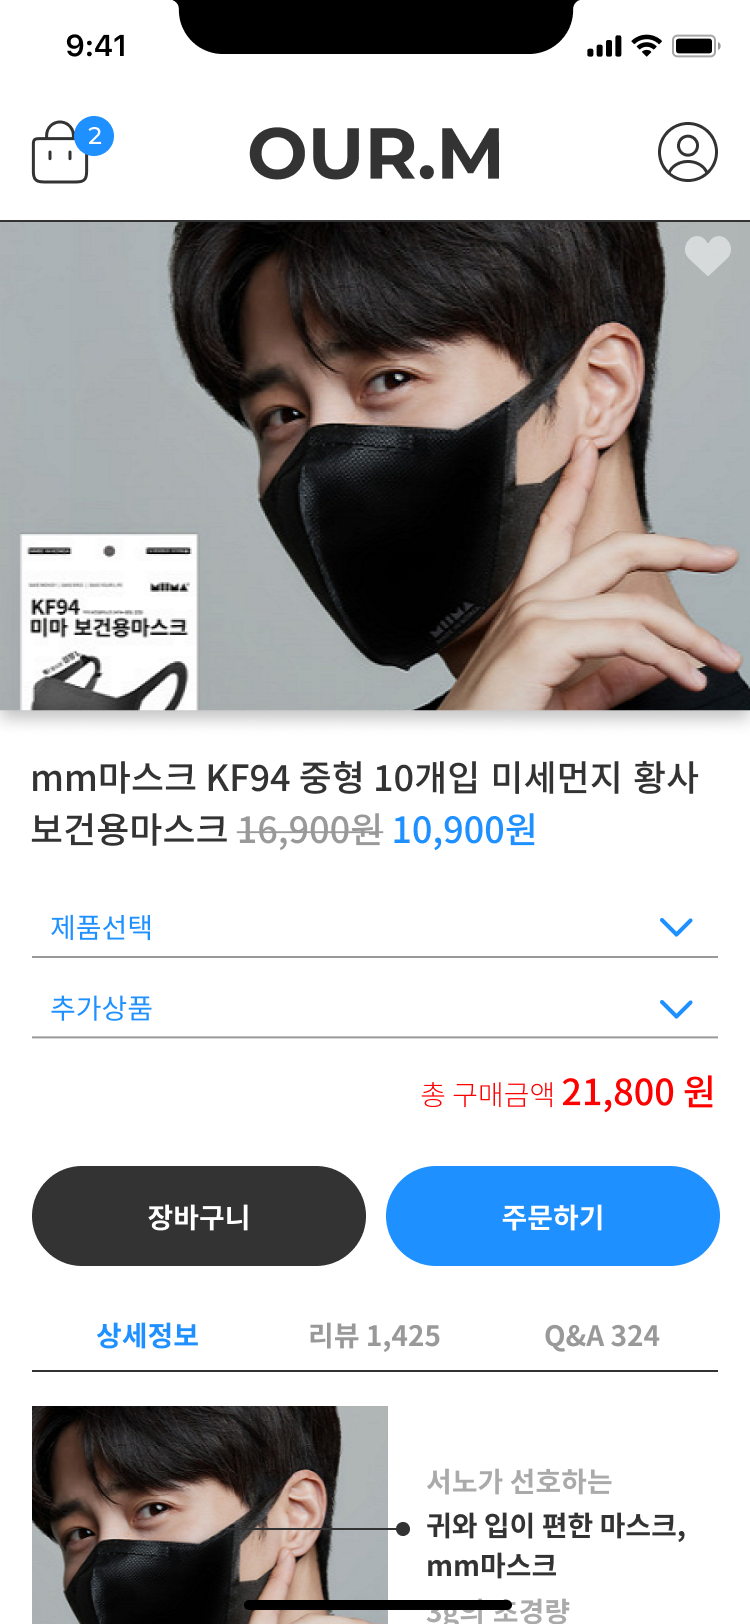 9:41
2
OUR.M
MIIMA
KF94
미마 보건용마스크
MIIMA
mm마스크 KF94 중형 10개입 미세먼지 황사
보건용마스크 16,900원 10,900원
제품선택
추가상품
총 구매금액 21,800 원
장바구니 주문하기
상세정보 리뷰 1,425 Q&A 324
서노가 선호하는
귀와 입이 편한 마스크,
mm마스크
3g의 초경량